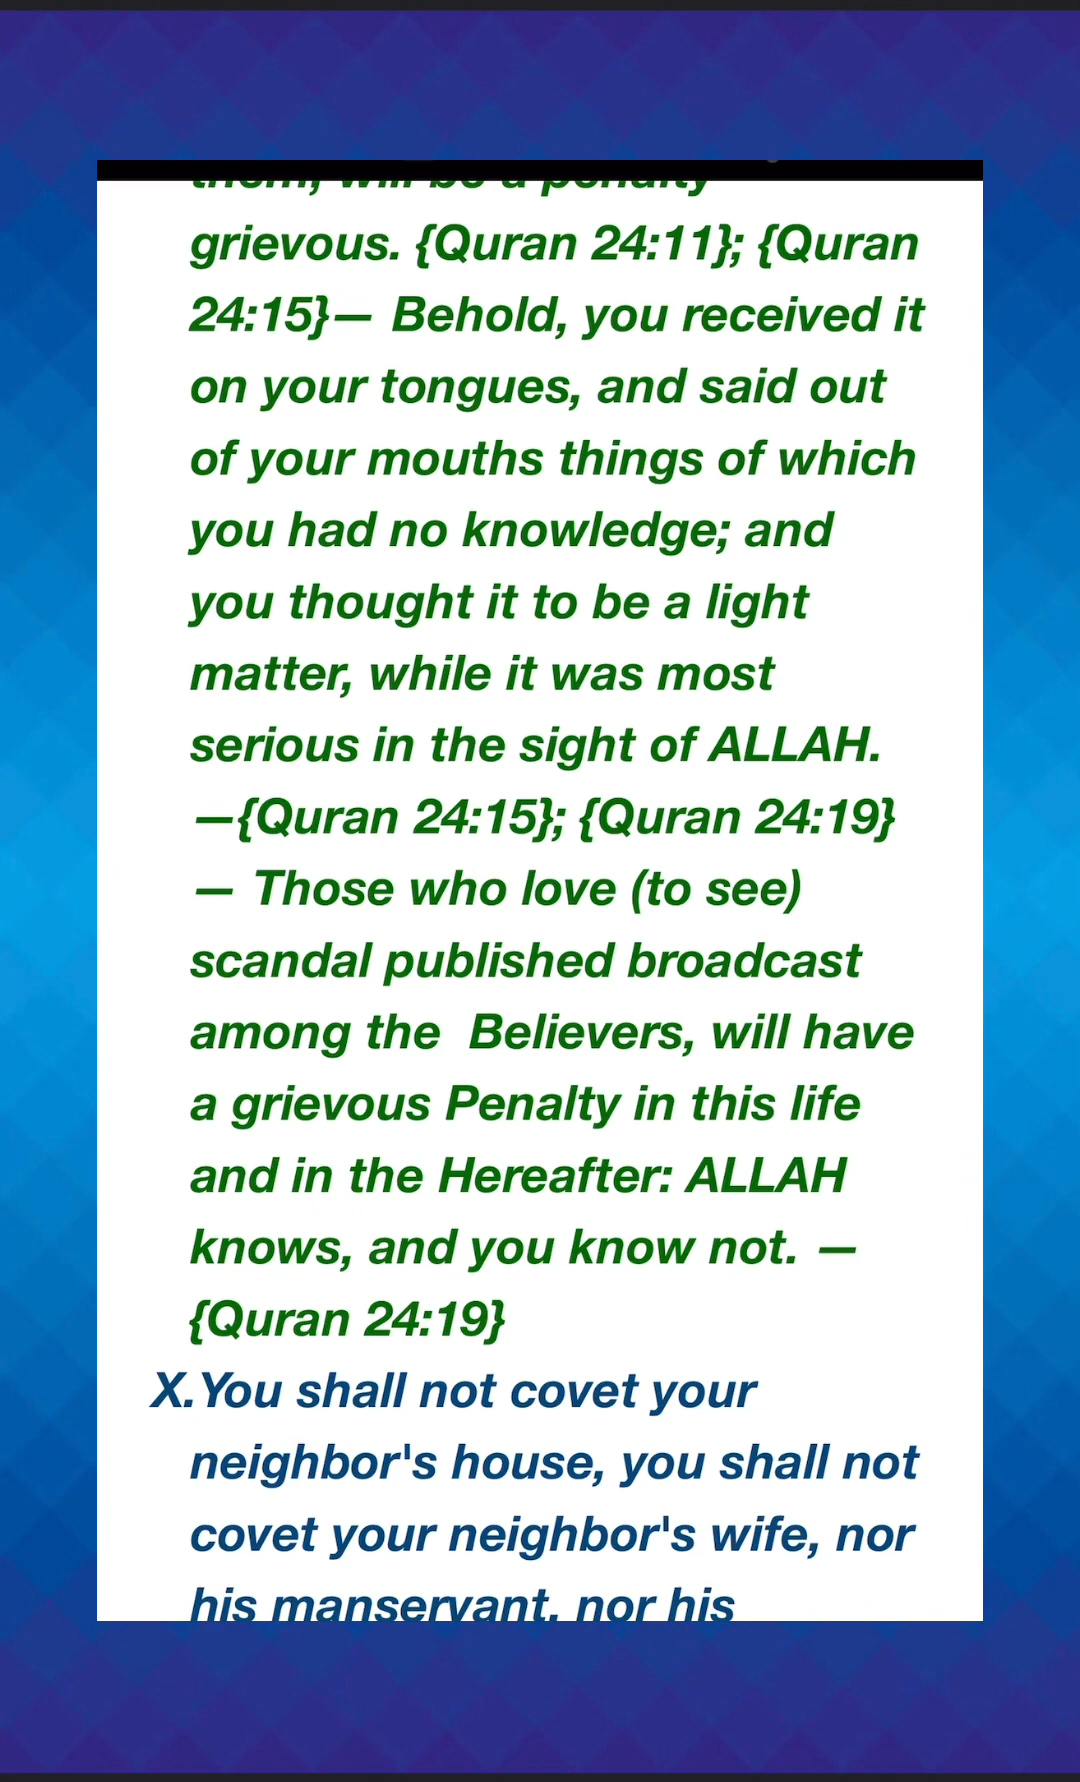 them, will be a penalty
grievous. {Quran 24:11}; {Quran
24:15}— Behold, you received it
on your tongues, and said out
of your mouths things of which
you had no knowledge; and
you thought it to be a light
matter, while it was most
serious in the sight of ALLAH.
—{Quran 24:15}; {Quran 24:19}
— Those who love (to see)
scandal published broadcast
among the  Believers, will have
a grievous Penalty in this life
and in the Hereafter: ALLAH
knows, and you know not. —
{Quran 24:19}
X. You shall not covet your
neighbor's house, you shall not
covet your neighbor's wife, nor
his manservant, nor his